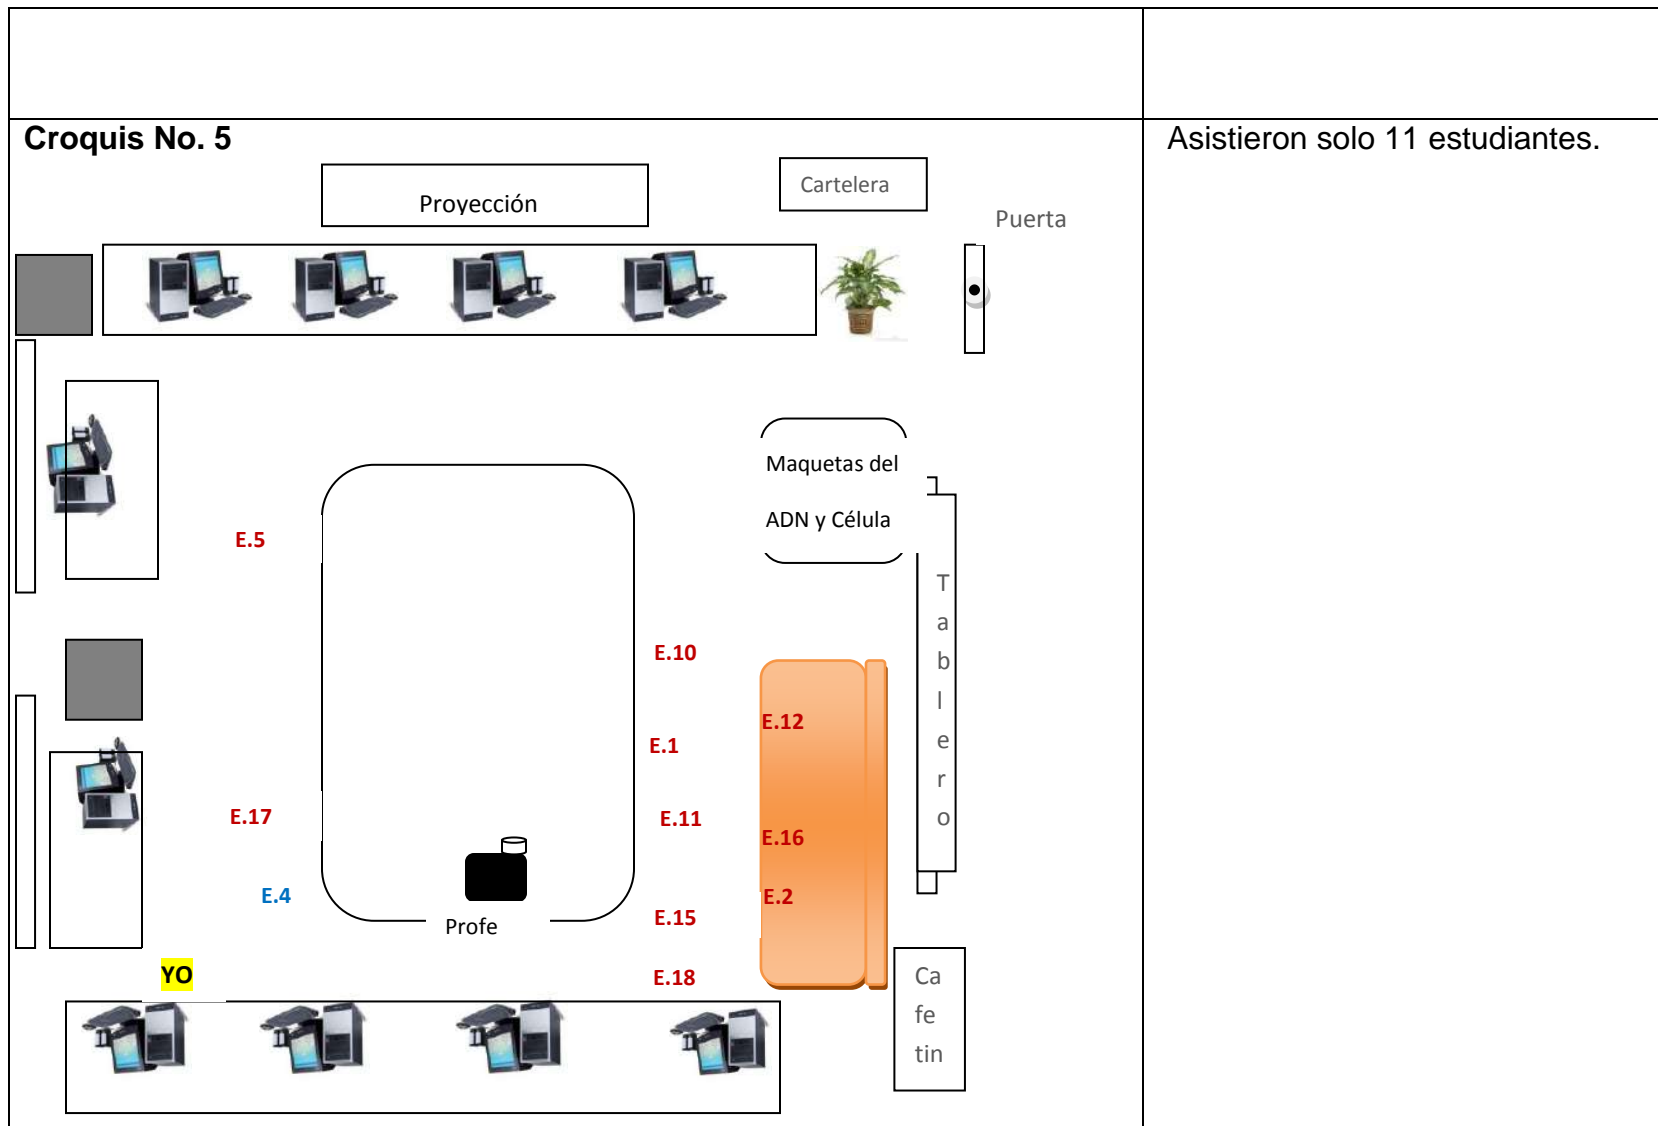 Croquis No. 5
Asistieron solo 11 estudiantes.
Proyección
Cartelera
Puerta
Maquetas del
ADN y Célula
E.5
T
a
b
l
e
r
o
E.10
E.12
E.1
E.17
E.11
E.16
E.4
E.2
E.15
Profe
YO
E.18
Ca
fe
tin